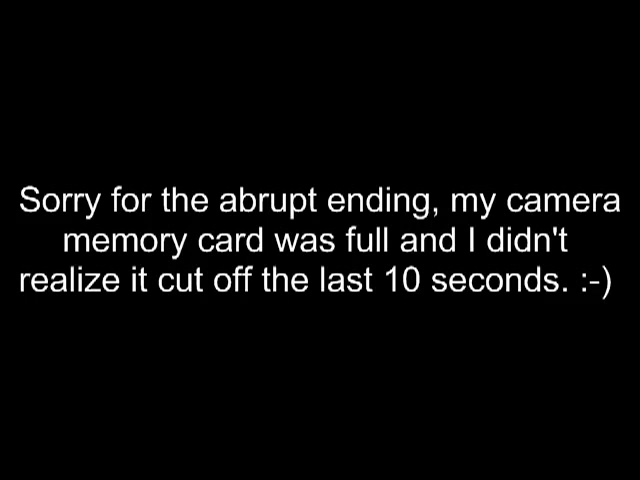 Sorry for the abrupt ending, my camera
memory card was full and I didn't
realize it cut off the last 10 seconds. :-)